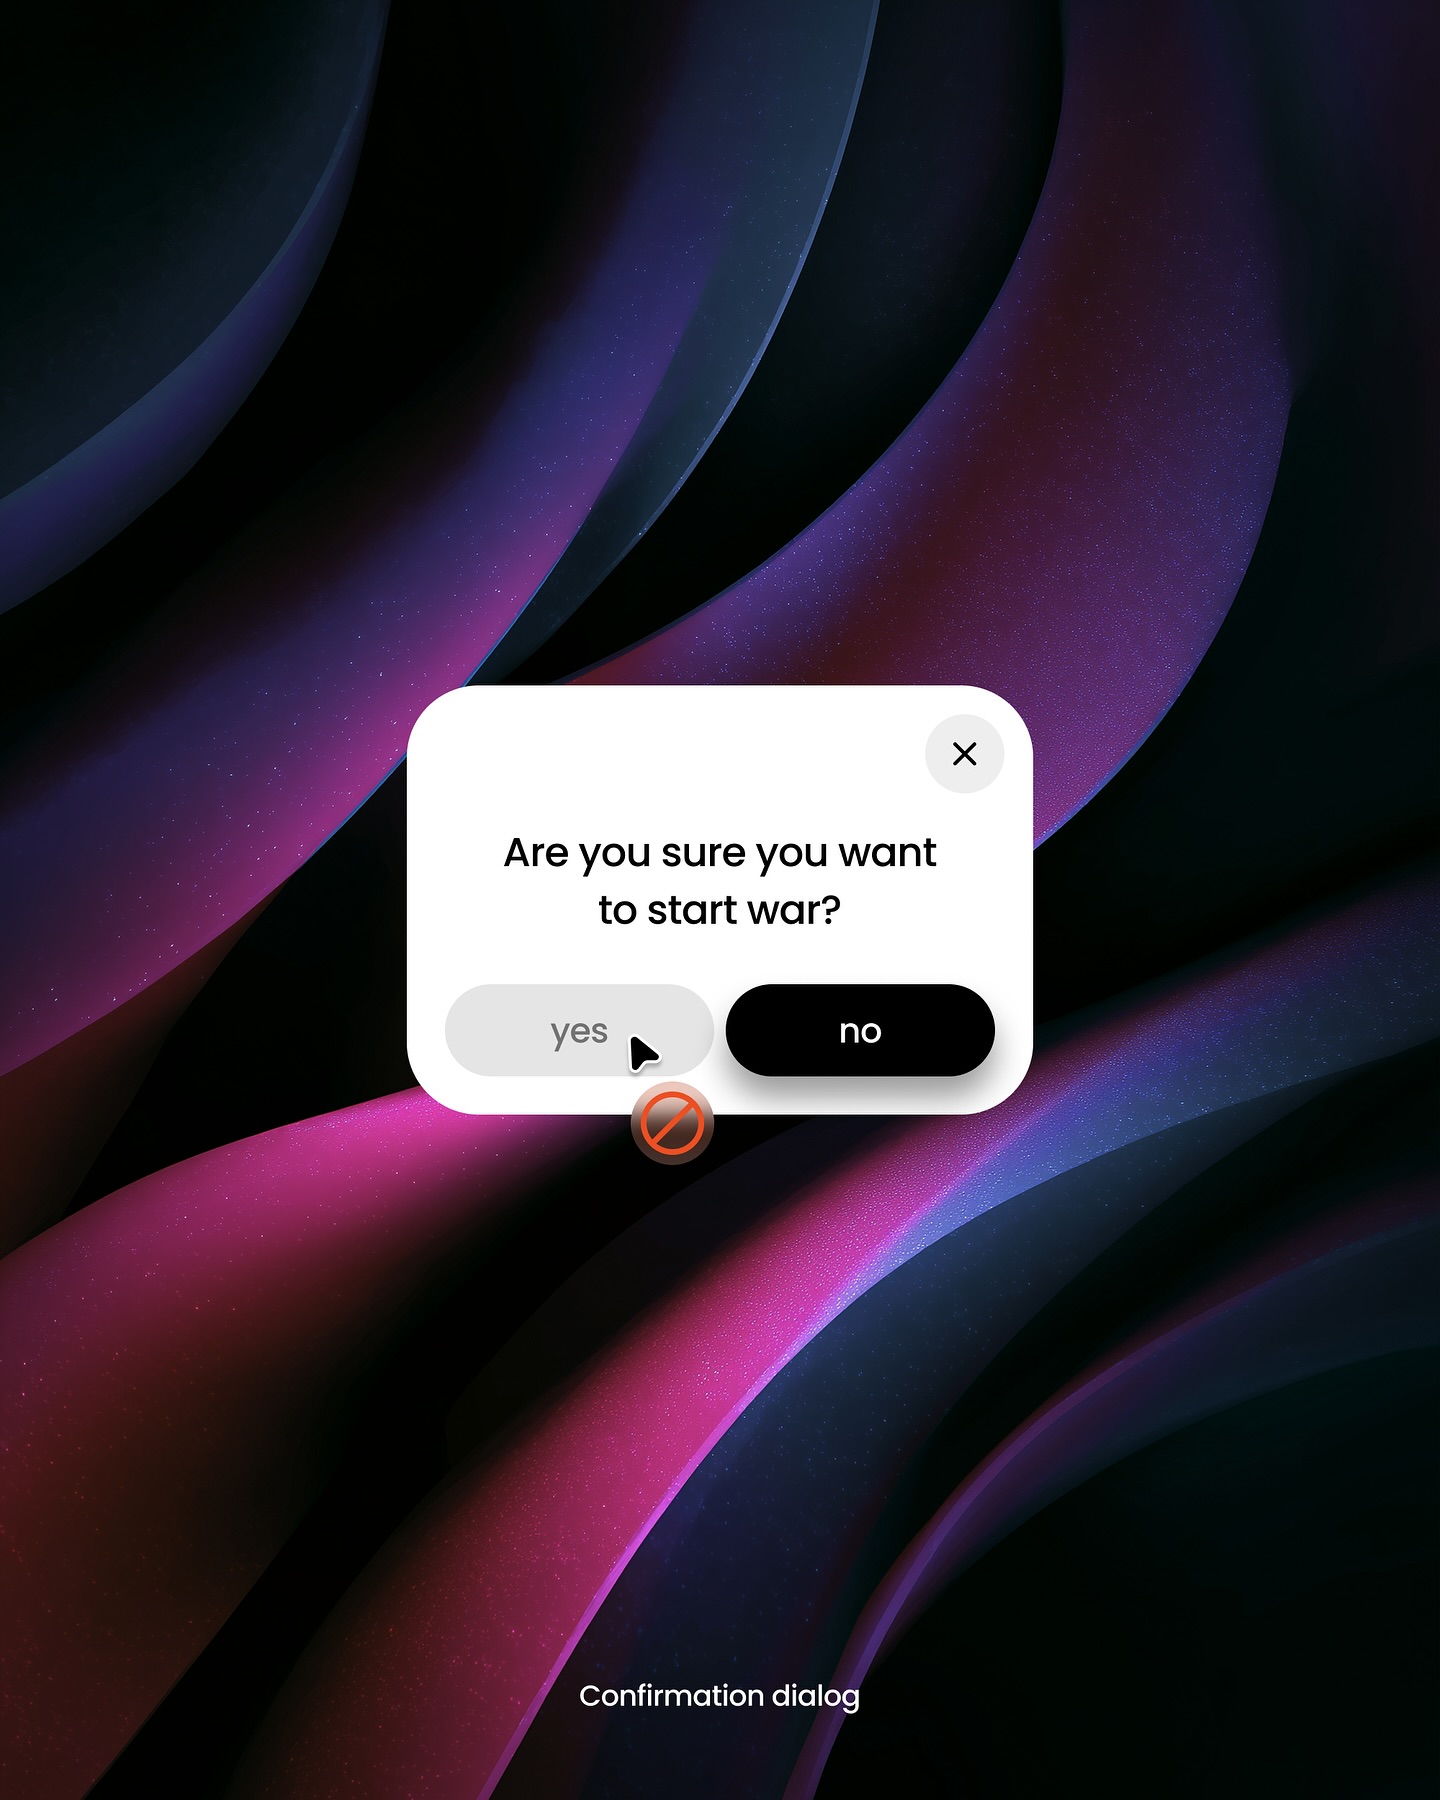 Are you sure you want
to start war?
yes
no
Confirmation dialog